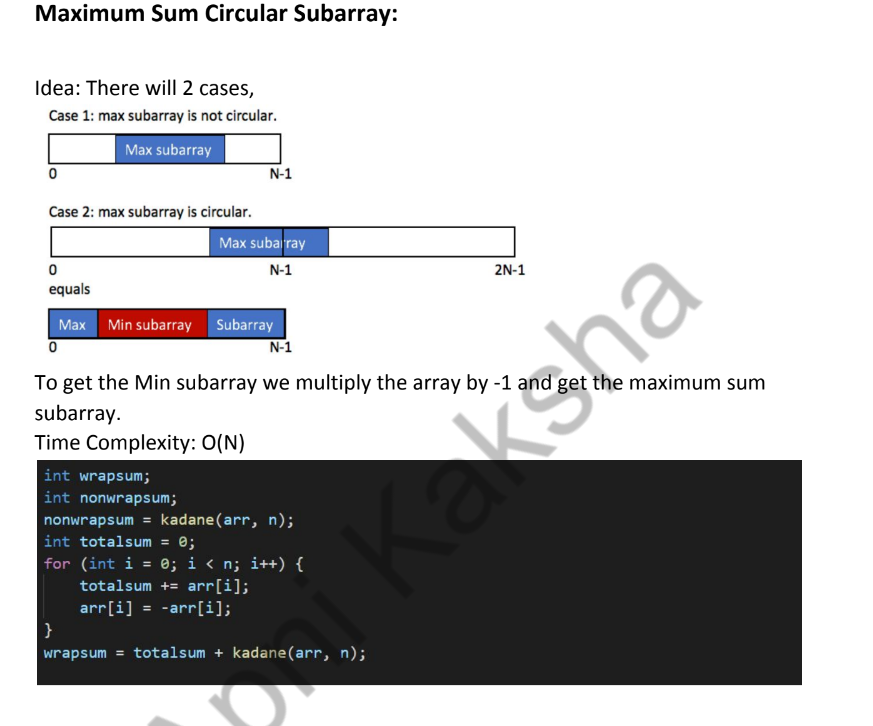 Maximum Sum Circular Subarray:
Idea: There will 2 cases,
Case 1: max subarray is not circular.
Max subarray
0 N-1
Case 2: max subarray is circular.
Max subarray
0 N-1 2N-1
equals
Max Min subarray Subarray
0 N-1
To get the Min subarray we multiply the array by -1 and get the maximum sum
subarray.
Time Complexity: O(N)
int wrapsum;
int nonwrapsum;
nonwrapsum = kadane(arr, n);
int totalsum = 0;
for (int i = 0; i < n; i++) {
    totalsum += arr[i];
    arr[i] = -arr[i];
}
wrapsum = totalsum + kadane(arr, n);
Apni Kaksha